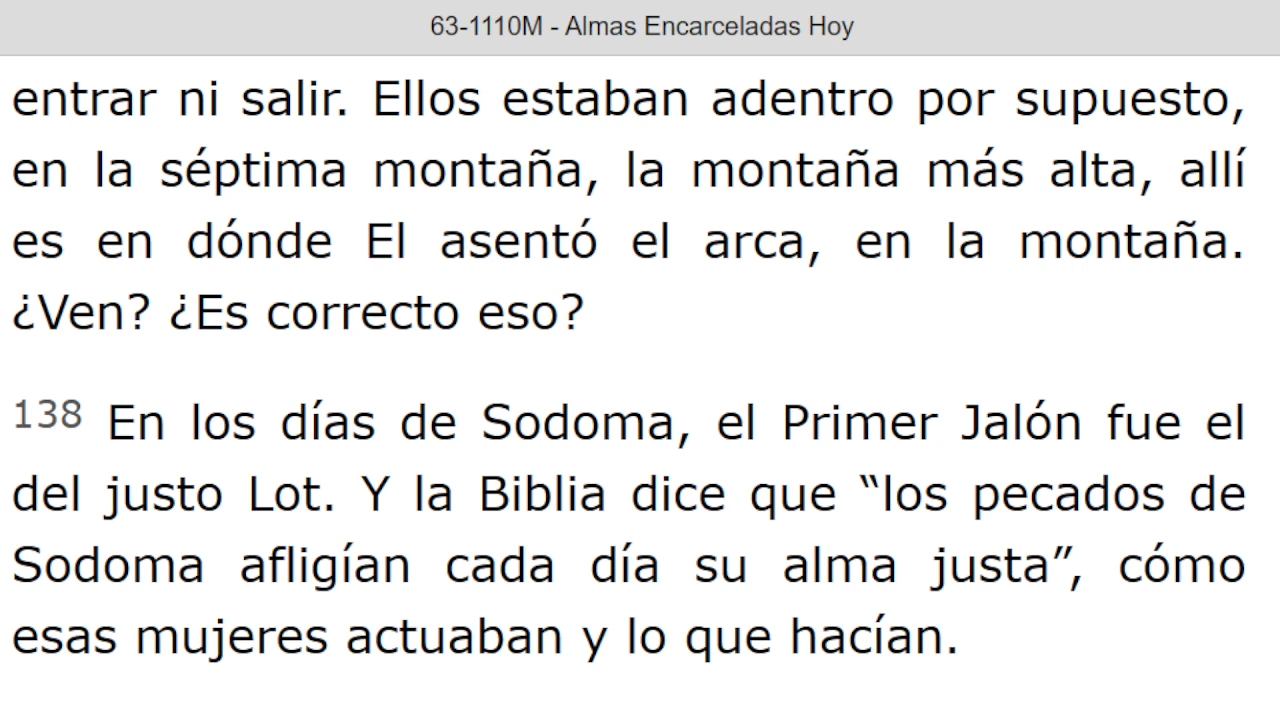 63-1110M - Almas Encarceladas Hoy
entrar ni salir. Ellos estaban adentro por supuesto,
en la séptima montaña, la montaña más alta, allí
es en dónde El asentó el arca, en la montaña.
¿Ven? ¿Es correcto eso?
138 En los días de Sodoma, el Primer Jalón fue el
del justo Lot. Y la Biblia dice que “los pecados de
Sodoma afligían cada día su alma justa”, cómo
esas mujeres actuaban y lo que hacían.